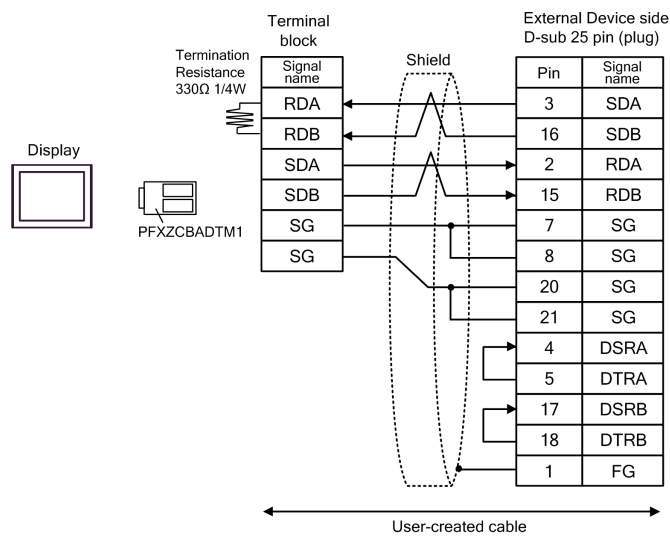 Terminal
block
External Device side
D-sub 25 pin (plug)
Termination
Resistance
330Ω 1/4W
Shield
Signal
name
Pin
Signal
name
RDA
3
SDA
RDB
16
SDB
Display
SDA
2
RDA
SDB
15
RDB
PFXZCBADTM1
SG
7
SG
8
SG
SG
20
SG
21
SG
4
DSRA
5
DTRA
17
DSRB
18
DTRB
1
FG
User-created cable